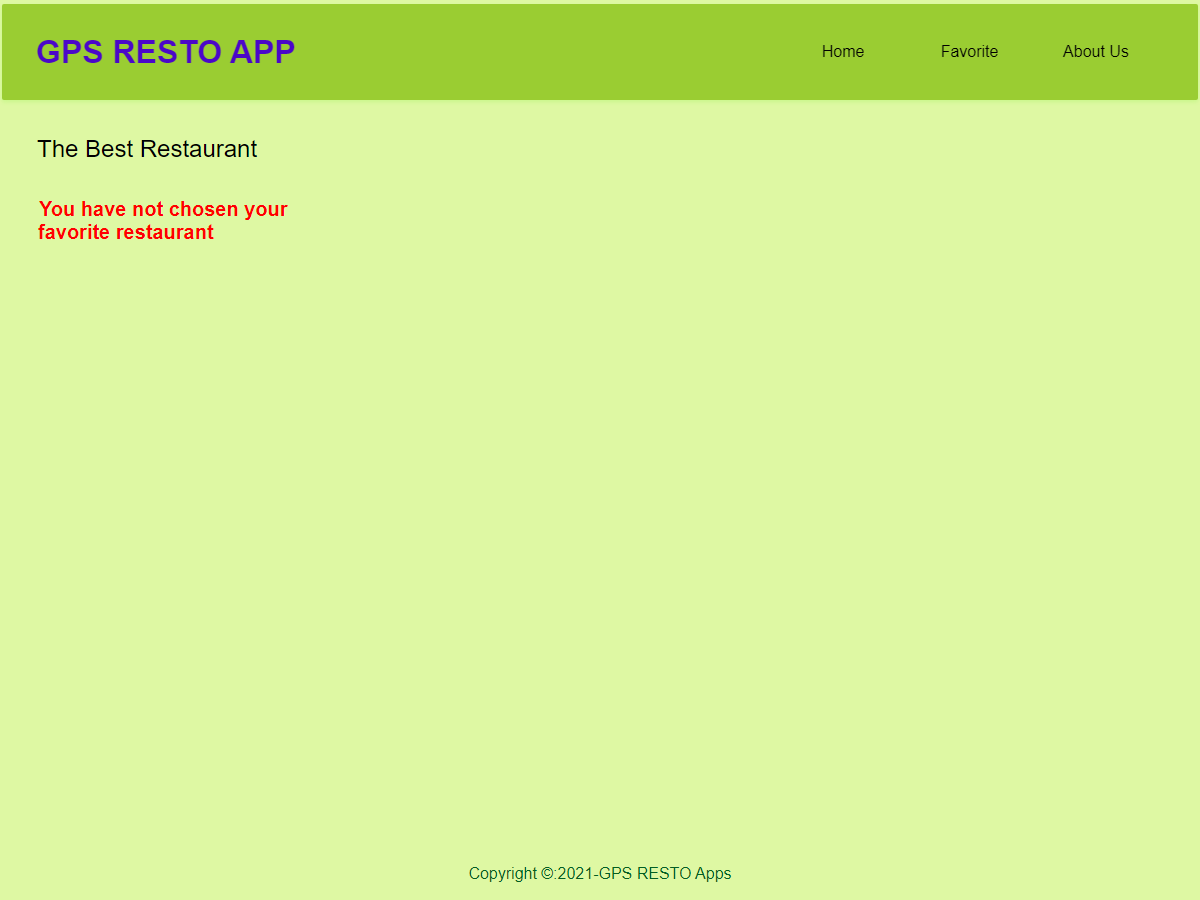 GPS RESTO APP
Home
Favorite
About Us
The Best Restaurant
You have not chosen your
favorite restaurant
Copyright ©:2021-GPS RESTO Apps